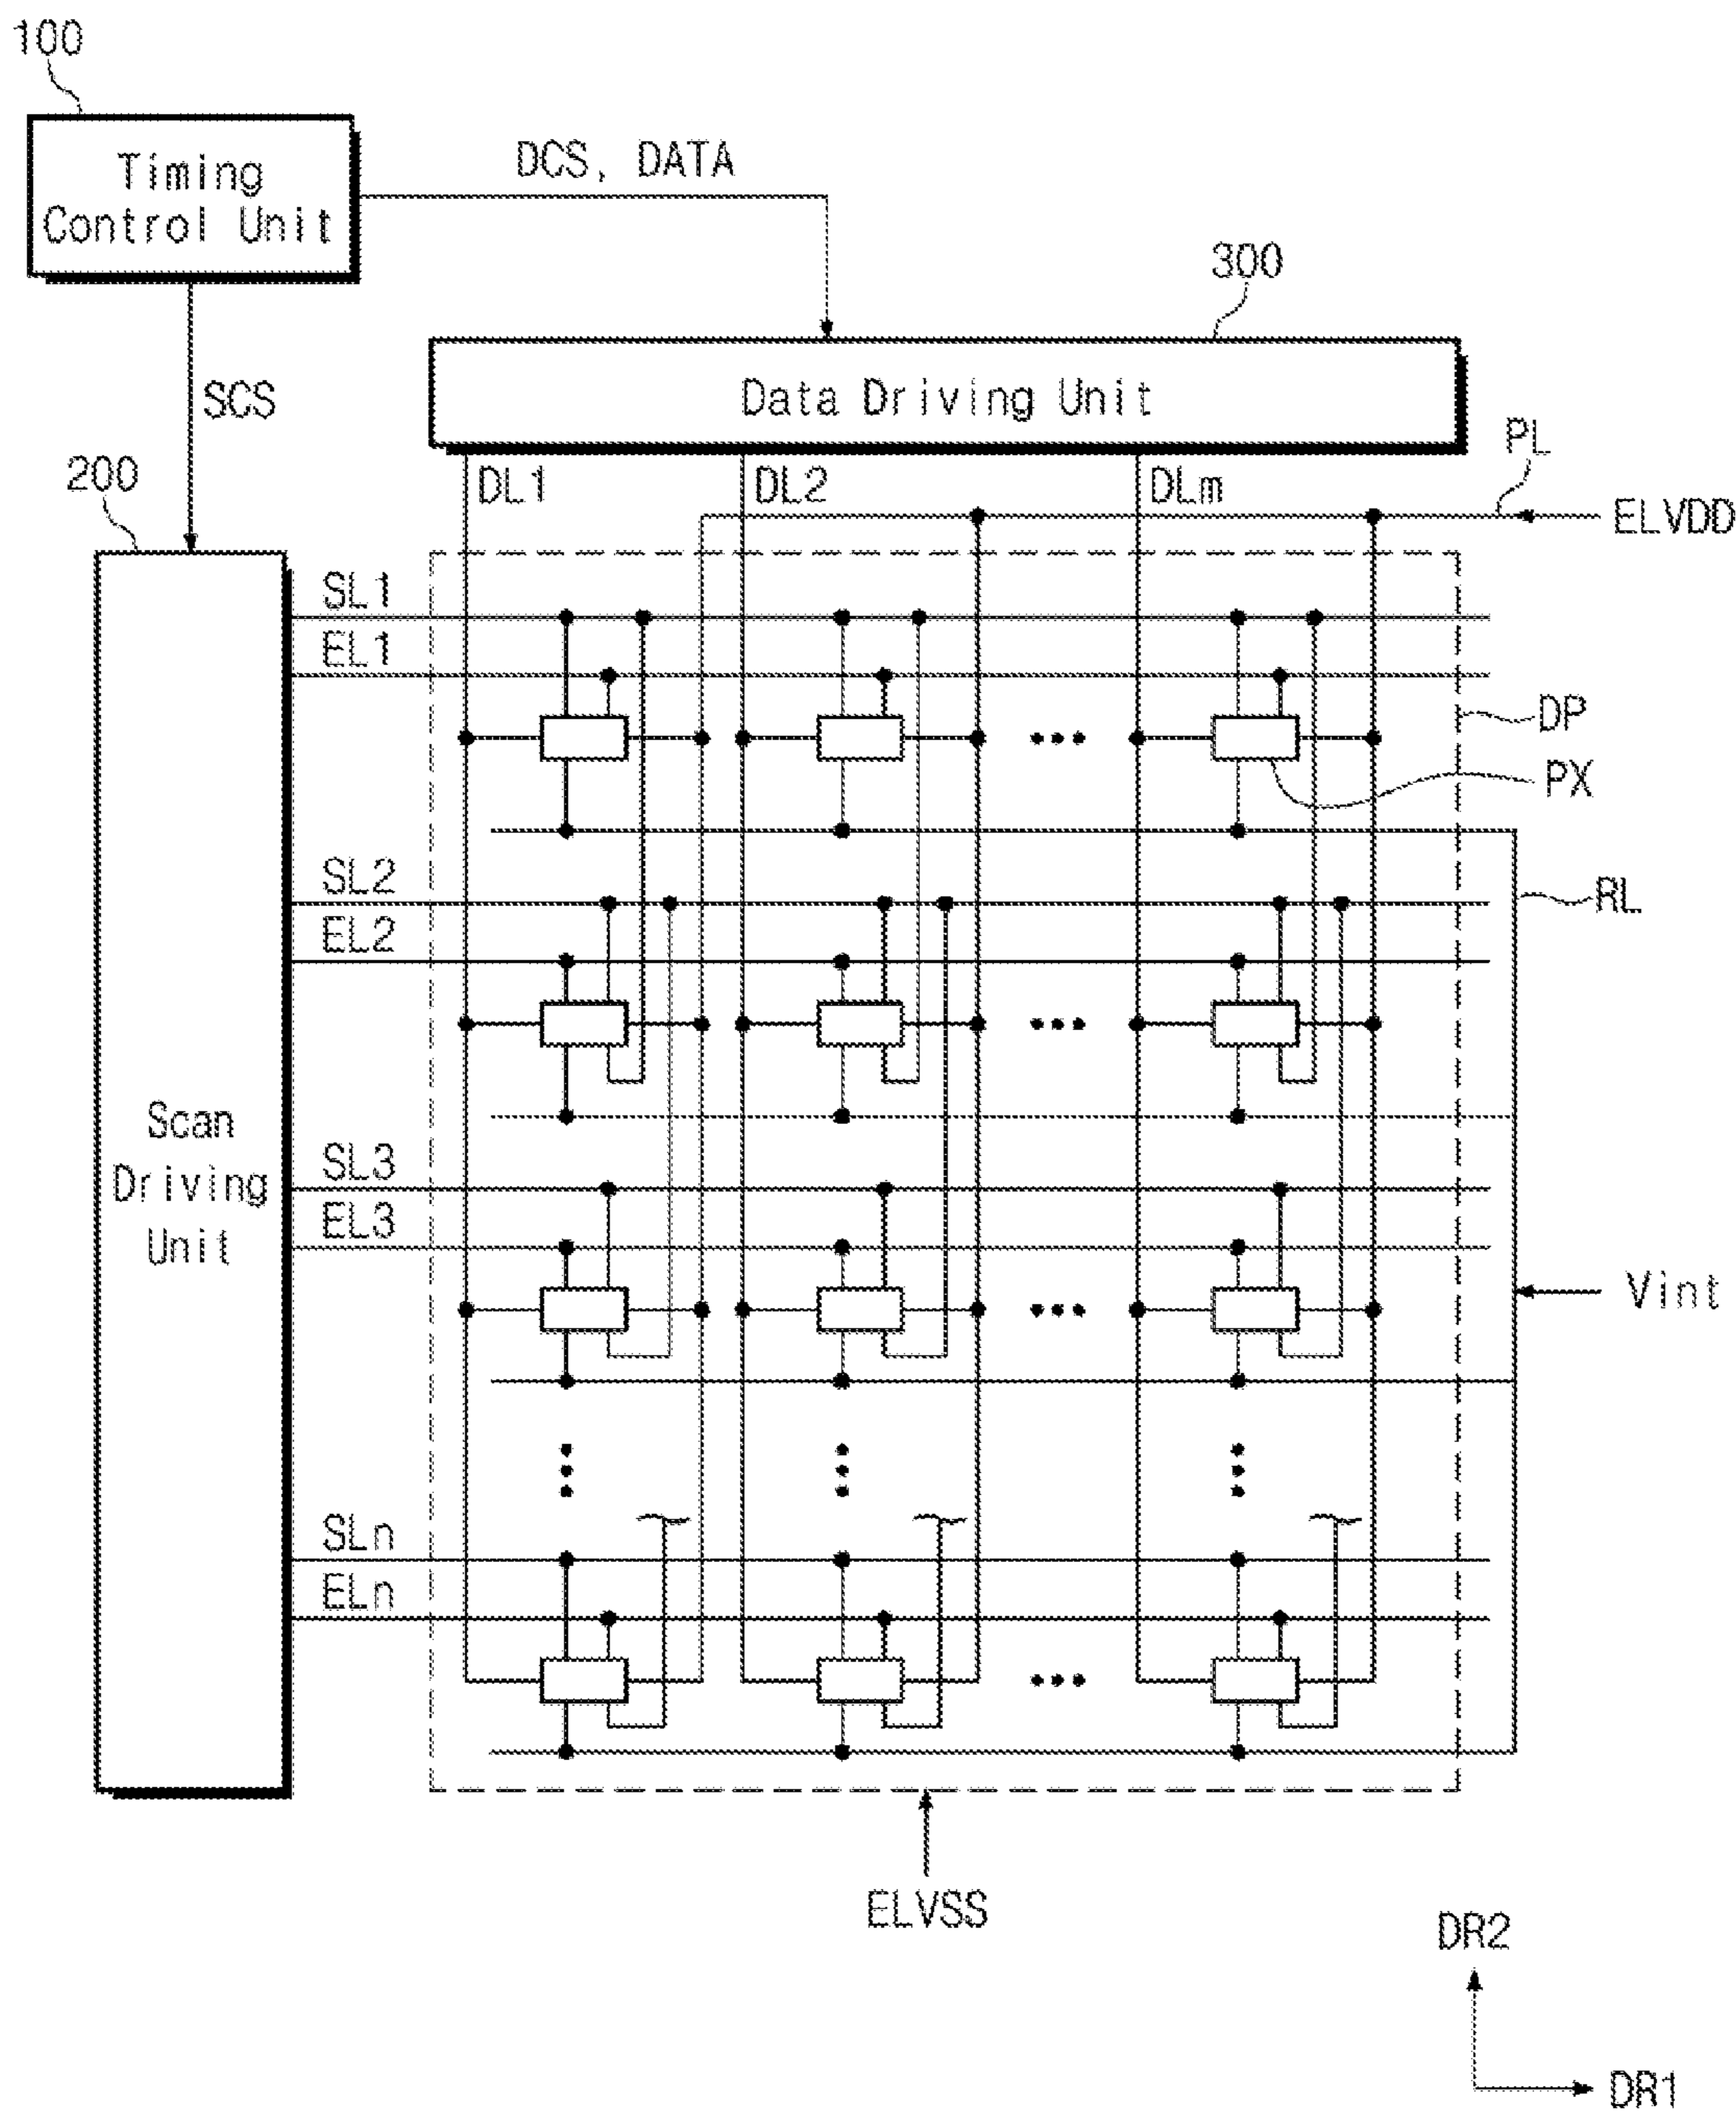 100
Timing
Control Unit
DCS, DATA
300
Data Driving Unit
SCS
200
DL1
DL2
DLm
PL
ELVDD
SL1
EL1
DP
PX
SL2
RL
EL2
Scan
Driving
Unit
SL3
EL3
Vint
SLn
ELn
ELVSS
DR2
DR1